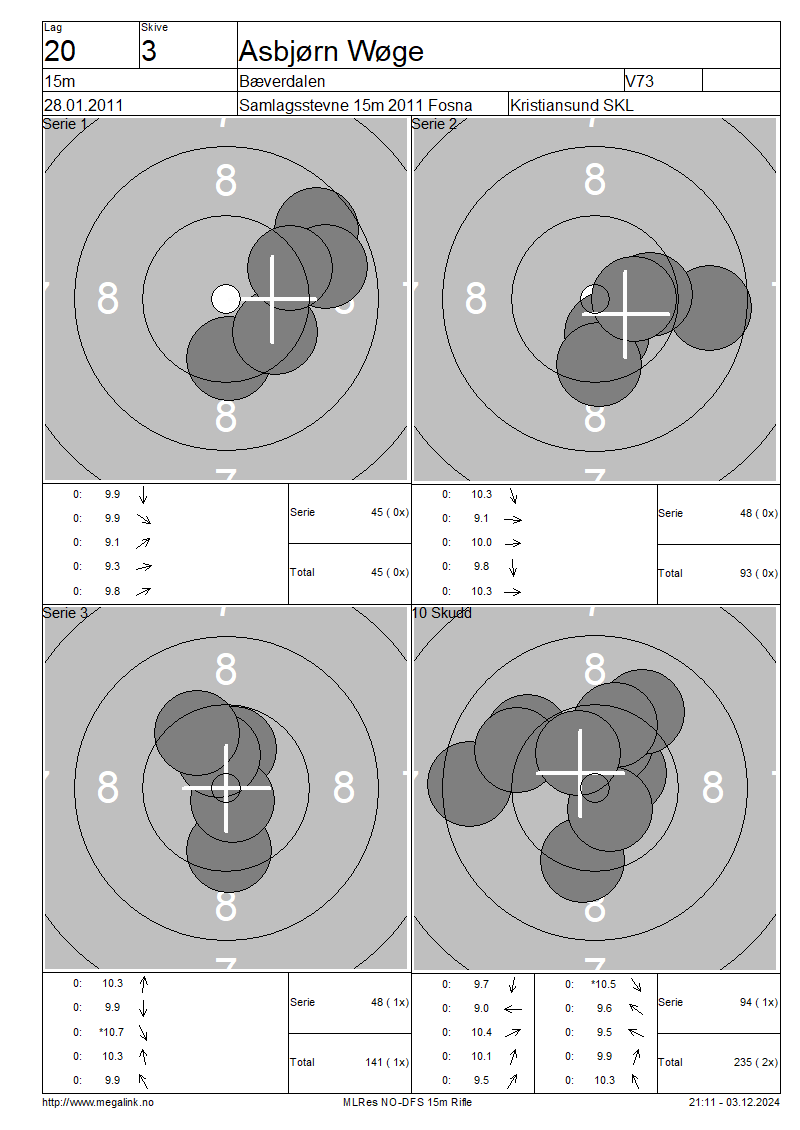 Lag Skive
20 3 Asbjørn Wøge
15m Bæverdalen V73
28.01.2011 Samlagsstevne 15m 2011 Fosna Kristiansund SKL
Serie 1 Serie 2
7 7
8 8
7 8 8 7 8
8 8
7 7
0: 9.9
0: 9.9
0: 9.1
0: 9.3
0: 9.8
Serie 45 ( 0x)
Total 45 ( 0x)
0: 10.3
0: 9.1
0: 10.0
0: 9.8
0: 10.3
Serie 48 ( 0x)
Total 93 ( 0x)
Serie 3 10 Skudd
7 7
8 8
7 8 8 7 8
8 8
7 7
0: 10.3
0: 9.9
0: *10.7
0: 10.3
0: 9.9
Serie 48 ( 1x)
Total 141 ( 1x)
0: 9.7 0: *10.5
0: 9.0 0: 9.6
0: 10.4 0: 9.5
0: 10.1 0: 9.9
0: 9.5 0: 10.3
Serie 94 ( 1x)
Total 235 ( 2x)
http://www.megalink.no MLRes NO-DFS 15m Rifle 21:11 - 03.12.2024